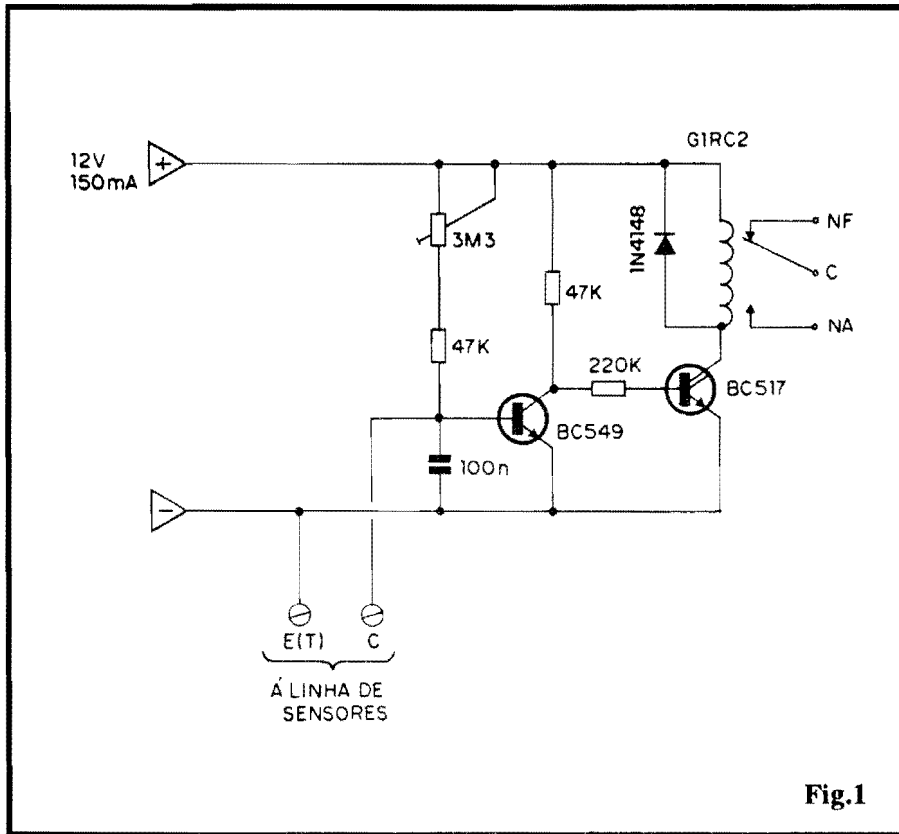 G1RC2
12V
150mA
+
NF
1N4148
3M3
C
47K
NA
47K
220K
BC517
BC549
100n
−
E(T) C
Á LINHA DE
SENSORES
Fig.1